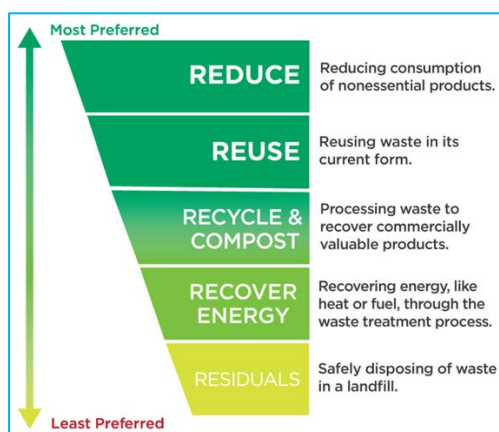 Most Preferred
REDUCE
Reducing consumption
of nonessential products.
REUSE
Reusing waste in its
current form.
RECYCLE &
COMPOST
Processing waste to
recover commercially
valuable products.
RECOVER
ENERGY
Recovering energy, like
heat or fuel, through the
waste treatment process.
RESIDUALS
Safely disposing of waste
in a landfill.
Least Preferred